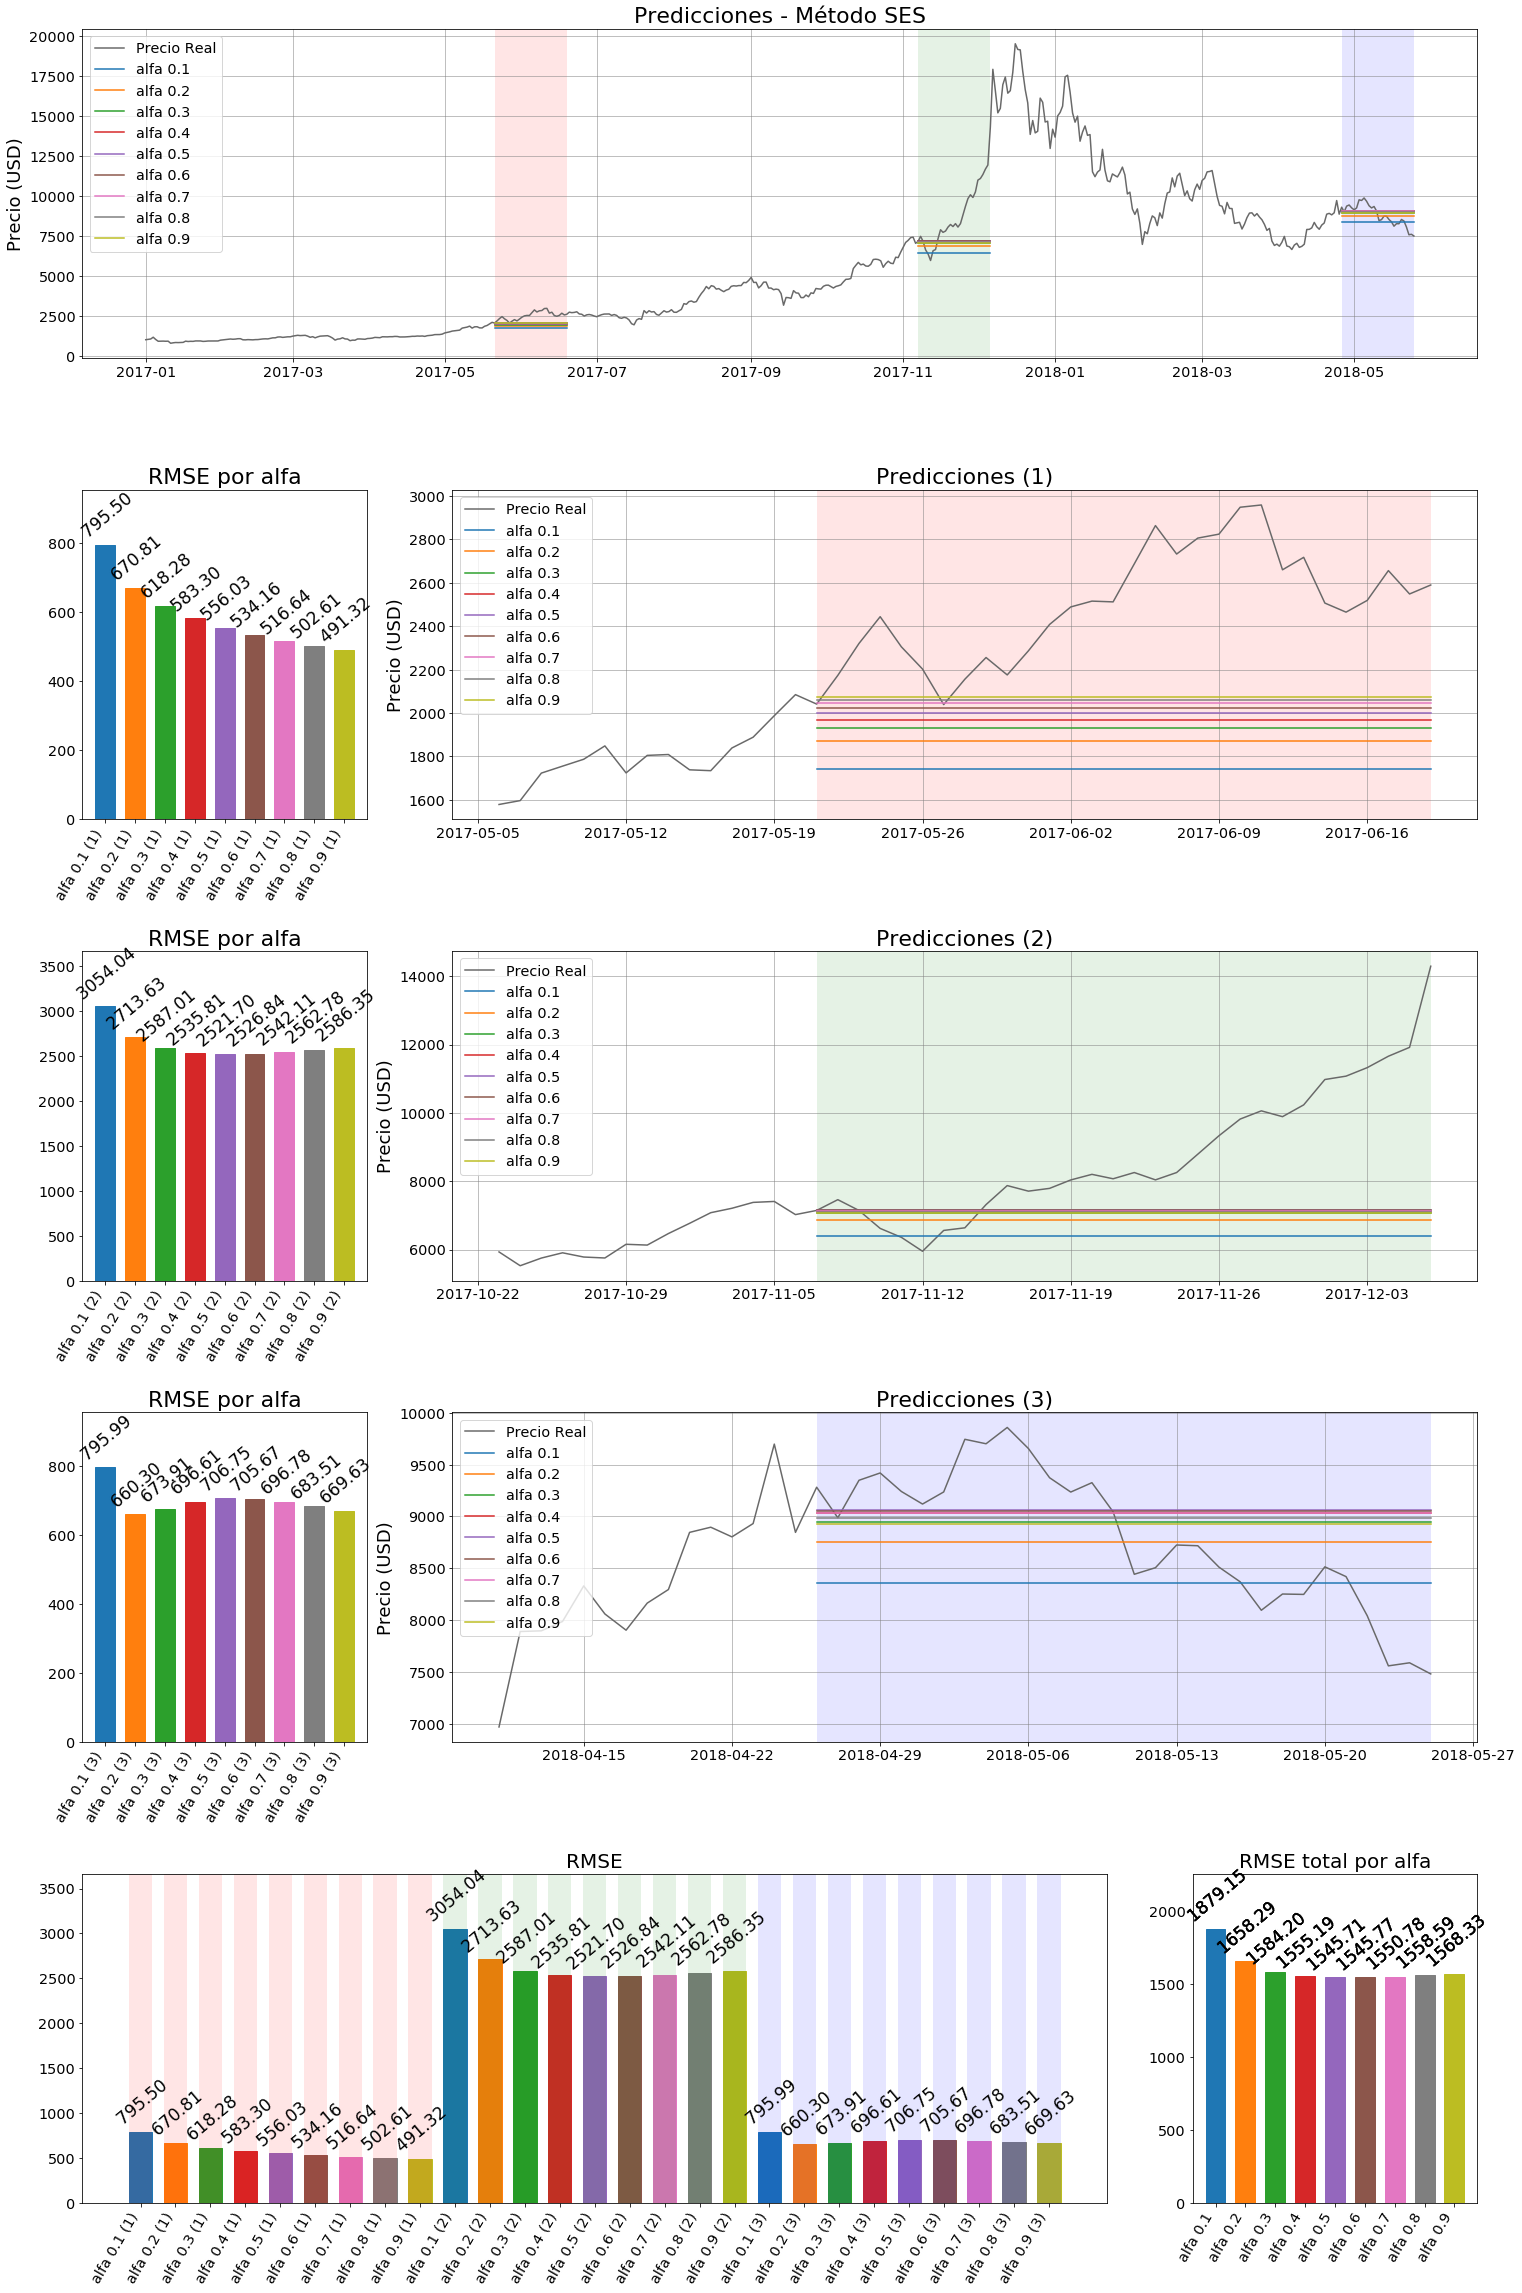 Predicciones - Método SES
Precio (USD)
20000
17500
15000
12500
10000
7500
5000
2500
0
Precio Real
alfa 0.1
alfa 0.2
alfa 0.3
alfa 0.4
alfa 0.5
alfa 0.6
alfa 0.7
alfa 0.8
alfa 0.9
2017-01 2017-03 2017-05 2017-07 2017-09 2017-11 2018-01 2018-03 2018-05
RMSE por alfa
800
600
400
200
0
795.50 670.81 618.28 583.30 556.03 534.16 516.64 502.61 491.32
alfa 0.1 (1) alfa 0.2 (1) alfa 0.3 (1) alfa 0.4 (1) alfa 0.5 (1) alfa 0.6 (1) alfa 0.7 (1) alfa 0.8 (1) alfa 0.9 (1)
Predicciones (1)
Precio (USD)
3000
2800
2600
2400
2200
2000
1800
1600
Precio Real
alfa 0.1
alfa 0.2
alfa 0.3
alfa 0.4
alfa 0.5
alfa 0.6
alfa 0.7
alfa 0.8
alfa 0.9
2017-05-05 2017-05-12 2017-05-19 2017-05-26 2017-06-02 2017-06-09 2017-06-16
RMSE por alfa
3500
3000
2500
2000
1500
1000
500
0
3054.04 2713.63 2587.01 2535.81 2521.70 2526.84 2542.11 2562.78 2586.35
alfa 0.1 (2) alfa 0.2 (2) alfa 0.3 (2) alfa 0.4 (2) alfa 0.5 (2) alfa 0.6 (2) alfa 0.7 (2) alfa 0.8 (2) alfa 0.9 (2)
Predicciones (2)
Precio (USD)
14000
12000
10000
8000
6000
Precio Real
alfa 0.1
alfa 0.2
alfa 0.3
alfa 0.4
alfa 0.5
alfa 0.6
alfa 0.7
alfa 0.8
alfa 0.9
2017-10-22 2017-10-29 2017-11-05 2017-11-12 2017-11-19 2017-11-26 2017-12-03
RMSE por alfa
800
600
400
200
0
795.99 660.30 673.91 696.61 706.75 705.67 696.78 683.51 669.63
alfa 0.1 (3) alfa 0.2 (3) alfa 0.3 (3) alfa 0.4 (3) alfa 0.5 (3) alfa 0.6 (3) alfa 0.7 (3) alfa 0.8 (3) alfa 0.9 (3)
Predicciones (3)
Precio (USD)
10000
9500
9000
8500
8000
7500
7000
Precio Real
alfa 0.1
alfa 0.2
alfa 0.3
alfa 0.4
alfa 0.5
alfa 0.6
alfa 0.7
alfa 0.8
alfa 0.9
2018-04-15 2018-04-22 2018-04-29 2018-05-06 2018-05-13 2018-05-20 2018-05-27
RMSE
3500
3000
2500
2000
1500
1000
500
0
795.50 670.81 618.28 583.30 556.03 534.16 516.64 502.61 491.32 3054.04 2713.63 2587.01 2535.81 2521.70 2526.84 2542.11 2562.78 2586.35 795.99 660.30 673.91 696.61 706.75 705.67 696.78 683.51 669.63
alfa 0.1 (1) alfa 0.2 (1) alfa 0.3 (1) alfa 0.4 (1) alfa 0.5 (1) alfa 0.6 (1) alfa 0.7 (1) alfa 0.8 (1) alfa 0.9 (1) alfa 0.1 (2) alfa 0.2 (2) alfa 0.3 (2) alfa 0.4 (2) alfa 0.5 (2) alfa 0.6 (2) alfa 0.7 (2) alfa 0.8 (2) alfa 0.9 (2) alfa 0.1 (3) alfa 0.2 (3) alfa 0.3 (3) alfa 0.4 (3) alfa 0.5 (3) alfa 0.6 (3) alfa 0.7 (3) alfa 0.8 (3) alfa 0.9 (3)
RMSE total por alfa
2000
1500
1000
500
0
1879.15 1658.29 1584.20 1555.19 1545.71 1545.77 1550.78 1558.59 1568.33
alfa 0.1 alfa 0.2 alfa 0.3 alfa 0.4 alfa 0.5 alfa 0.6 alfa 0.7 alfa 0.8 alfa 0.9